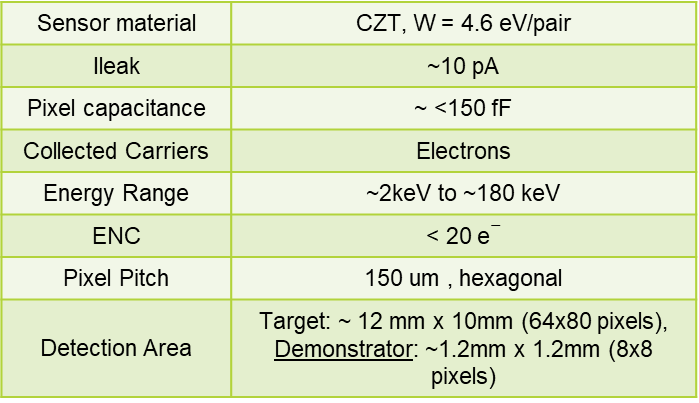 Sensor material CZT, W = 4.6 eV/pair
Ileak ~10 pA
Pixel capacitance ~ <150 fF
Collected Carriers Electrons
Energy Range ~2keV to ~180 keV
ENC < 20 e⁻
Pixel Pitch 150 um , hexagonal
Detection Area
Target: ~ 12 mm x 10mm (64x80 pixels),
Demonstrator: ~1.2mm x 1.2mm (8x8
pixels)